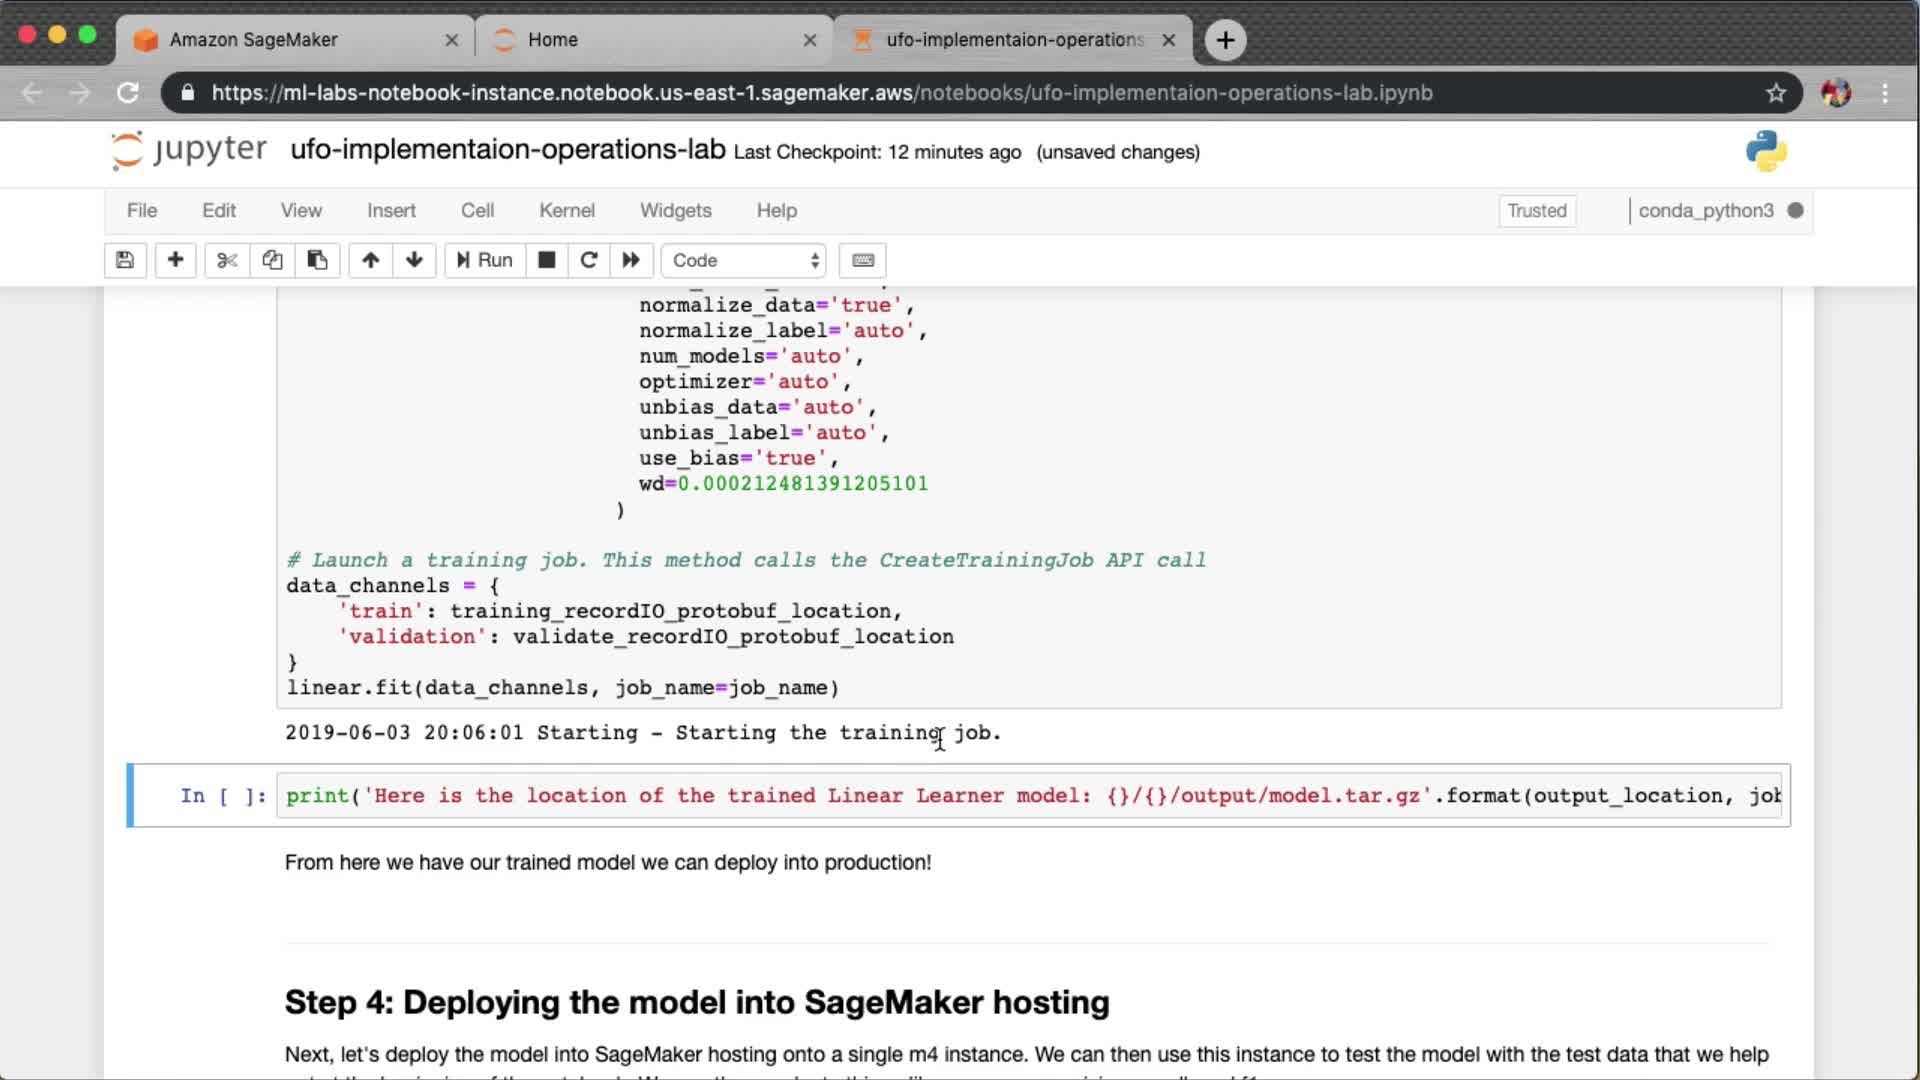 Amazon SageMaker
Home
ufo-implementaion-operations
https://ml-labs-notebook-instance.notebook.us-east-1.sagemaker.aws/notebooks/ufo-implementaion-operations-lab.ipynb
jupyter ufo-implementaion-operations-lab Last Checkpoint: 12 minutes ago (unsaved changes)
File Edit View Insert Cell Kernel Widgets Help Trusted conda_python3
Run Code
normalize_data='true',
normalize_label='auto',
num_models='auto',
optimizer='auto',
unbias_data='auto',
unbias_label='auto',
use_bias='true',
wd=0.000212481391205101
)
# Launch a training job. This method calls the CreateTrainingJob API call
data_channels = {
'train': training_recordIO_protobuf_location,
'validation': validate_recordIO_protobuf_location
}
linear.fit(data_channels, job_name=job_name)
2019-06-03 20:06:01 Starting - Starting the training job.
In [ ]: print('Here is the location of the trained Linear Learner model: {}/{}/output/model.tar.gz'.format(output_location, job
From here we have our trained model we can deploy into production!
Step 4: Deploying the model into SageMaker hosting
Next, let's deploy the model into SageMaker hosting onto a single m4 instance. We can then use this instance to test the model with the test data that we help